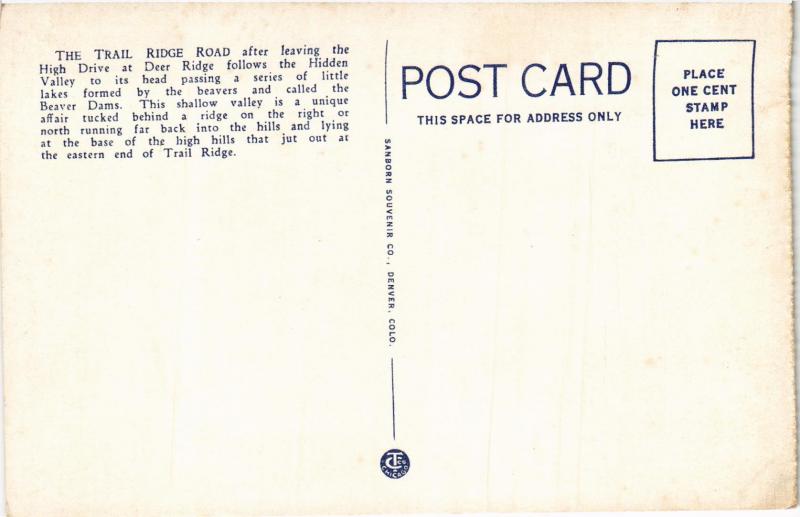 THE TRAIL RIDGE ROAD after leaving the
High Drive at Deer Ridge follows the Hidden
Valley to its head passing a series of little
lakes formed by the beavers and called the
Beaver Dams. This shallow valley is a unique
affair tucked behind a ridge on the right or
north running far back into the hills and lying
at the base of the high hills that jut out at
the eastern end of Trail Ridge.
SANBORN SOUVENIR CO., DENVER, COLO.
POST CARD
THIS SPACE FOR ADDRESS ONLY
PLACE
ONE CENT
STAMP
HERE
CT CO
CHICAGO